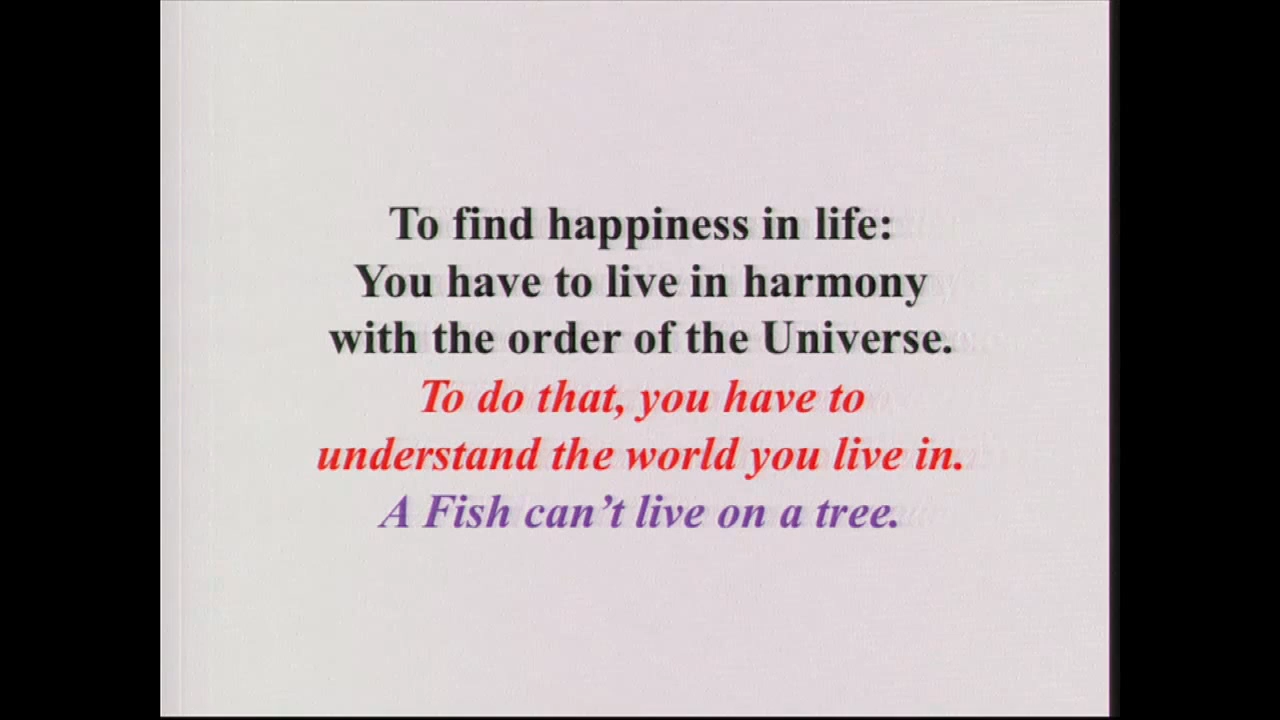 To find happiness in life:
You have to live in harmony
with the order of the Universe.
To do that, you have to
understand the world you live in.
A Fish can’t live on a tree.